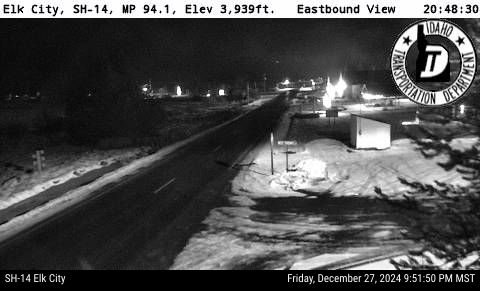 Elk City, SH-14, MP 94.1, Elev 3,939ft. Eastbound View 20:48:30
IDAHO
TRANSPORTATION DEPARTMENT
SH-14 Elk City Friday, December 27, 2024 9:51:50 PM MST